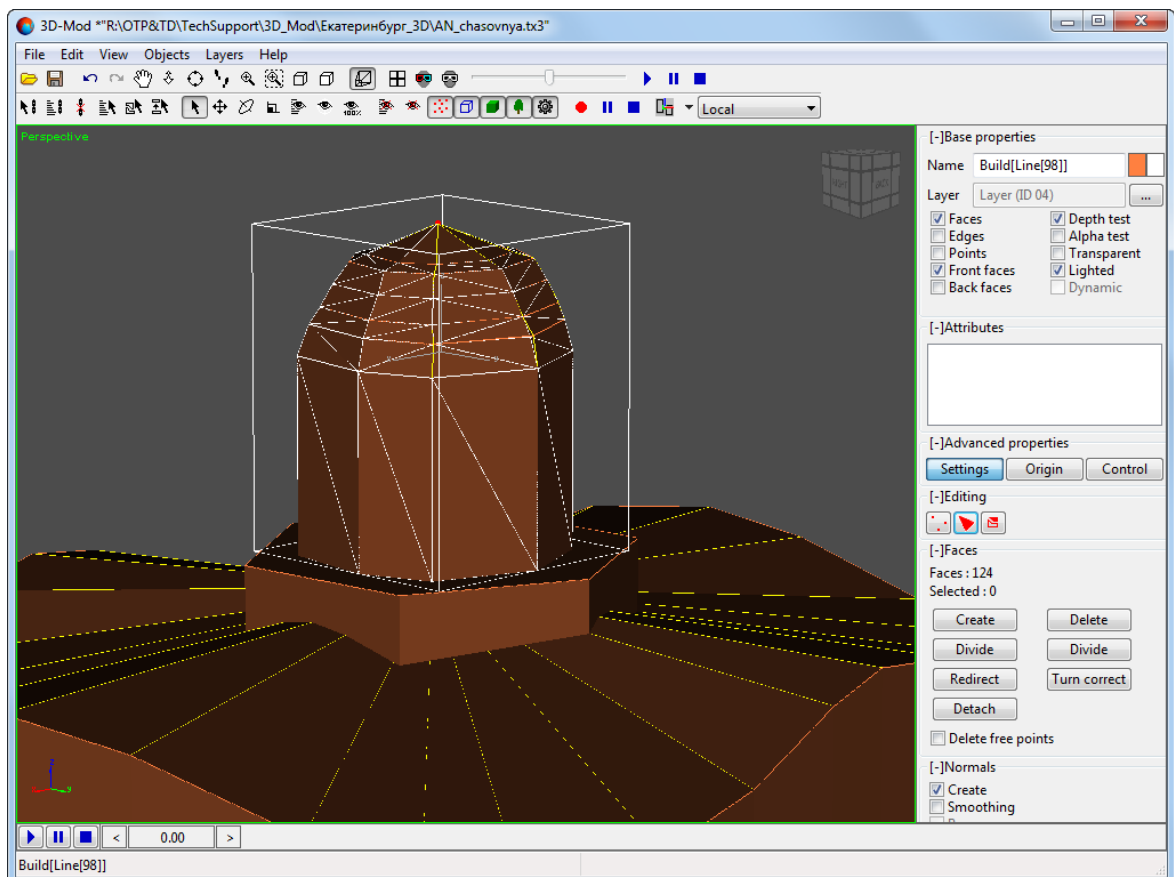 3D-Mod *"R:\OTP&TD\TechSupport\3D_Mod\Екатеринбург_3D\AN_chasovnya.tx3"
File Edit View Objects Layers Help
100%
Local
Perspective
[-]Base properties
Name Build[Line[98]]
Layer Layer (ID 04) ...
Faces Depth test
Edges Alpha test
Points Transparent
Front faces Lighted
Back faces Dynamic
[-]Attributes
[-]Advanced properties
Settings Origin Control
[-]Editing
[-]Faces
Faces : 124
Selected : 0
Create Delete
Divide Divide
Redirect Turn correct
Detach
Delete free points
[-]Normals
Create
Smoothing
z
y
< 0.00 >
Build[Line[98]]